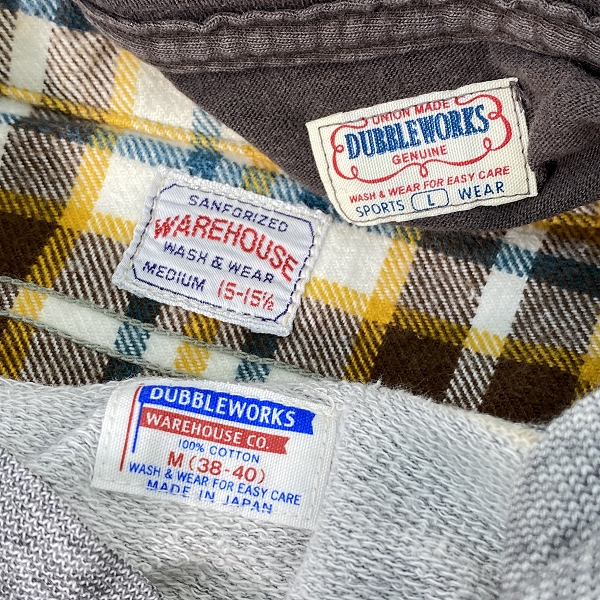 UNION MADE
DUBBLEWORKS
GENUINE
WASH & WEAR FOR EASY CARE
SPORTS L WEAR
SANFORIZED
WAREHOUSE
WASH & WEAR
MEDIUM 15-15½
DUBBLEWORKS
WAREHOUSE CO.
100% COTTON
M (38-40)
WASH & WEAR FOR EASY CARE
MADE IN JAPAN